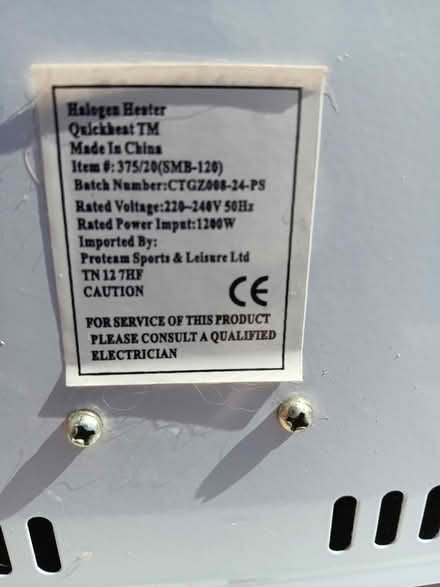 Halogen Heater
Quickheat TM
Made In China
Item #: 375/20(SMB-120)
Batch Number:CTGZ008-24-PS
Rated Voltage:220~240V 50Hz
Rated Power Imput:1200W
Imported By:
Proteam Sports & Leisure Ltd
TN 12 7HF
CAUTION
CE
FOR SERVICE OF THIS PRODUCT
PLEASE CONSULT A QUALIFIED
ELECTRICIAN